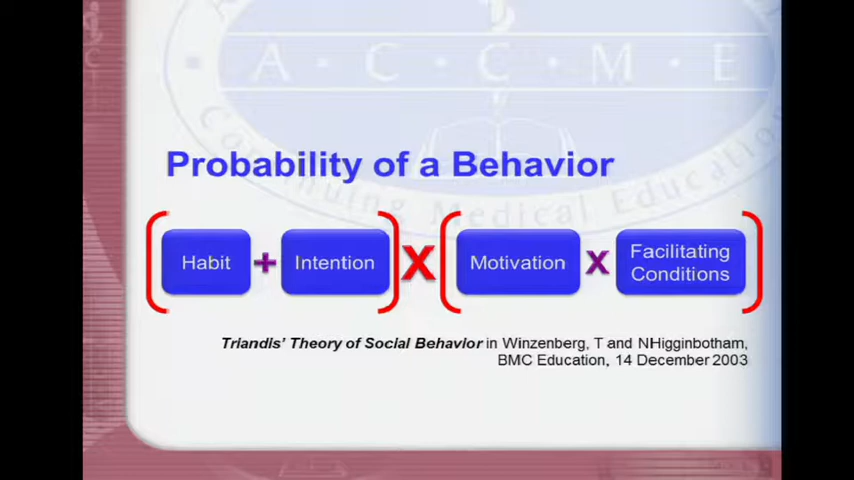 A · C · C · M · E
Continuing Medical Education
Probability of a Behavior
Habit + Intention X Motivation X Facilitating Conditions
Triandis' Theory of Social Behavior in Winzenberg, T and NHigginbotham,
BMC Education, 14 December 2003